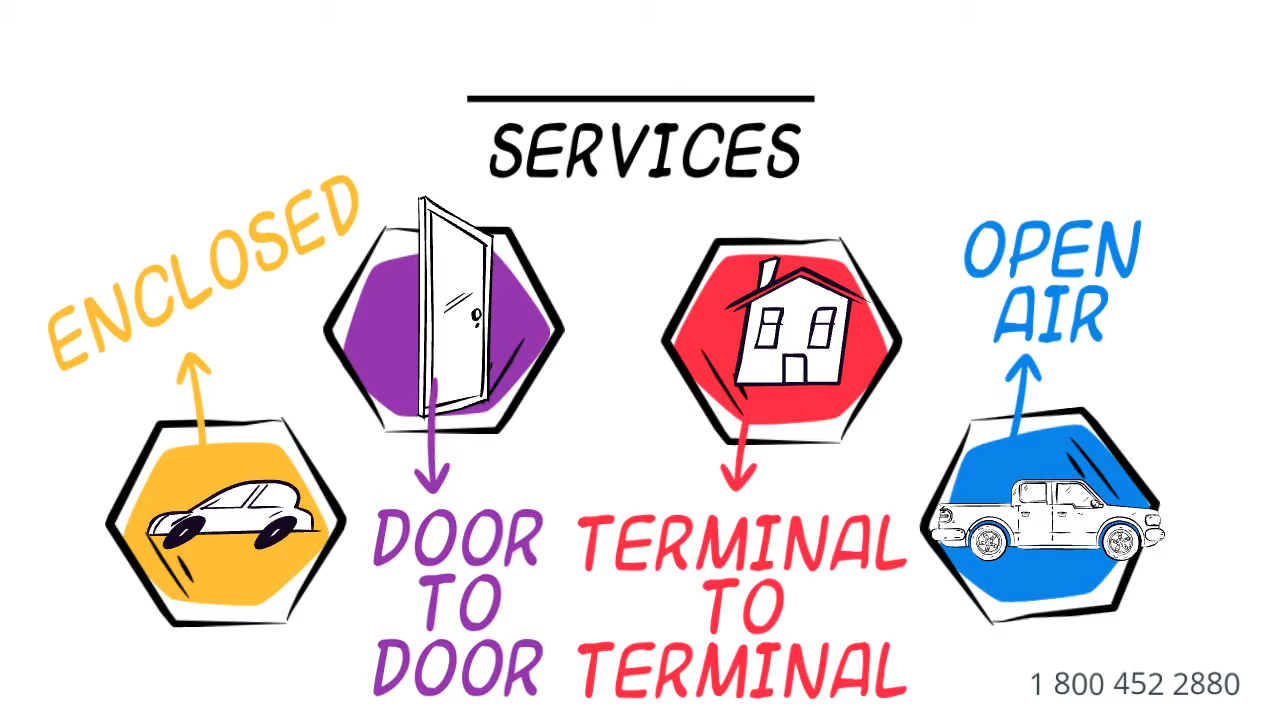 SERVICES
ENCLOSED
DOOR
TO
DOOR
TERMINAL
TO
TERMINAL
OPEN
AIR
1 800 452 2880